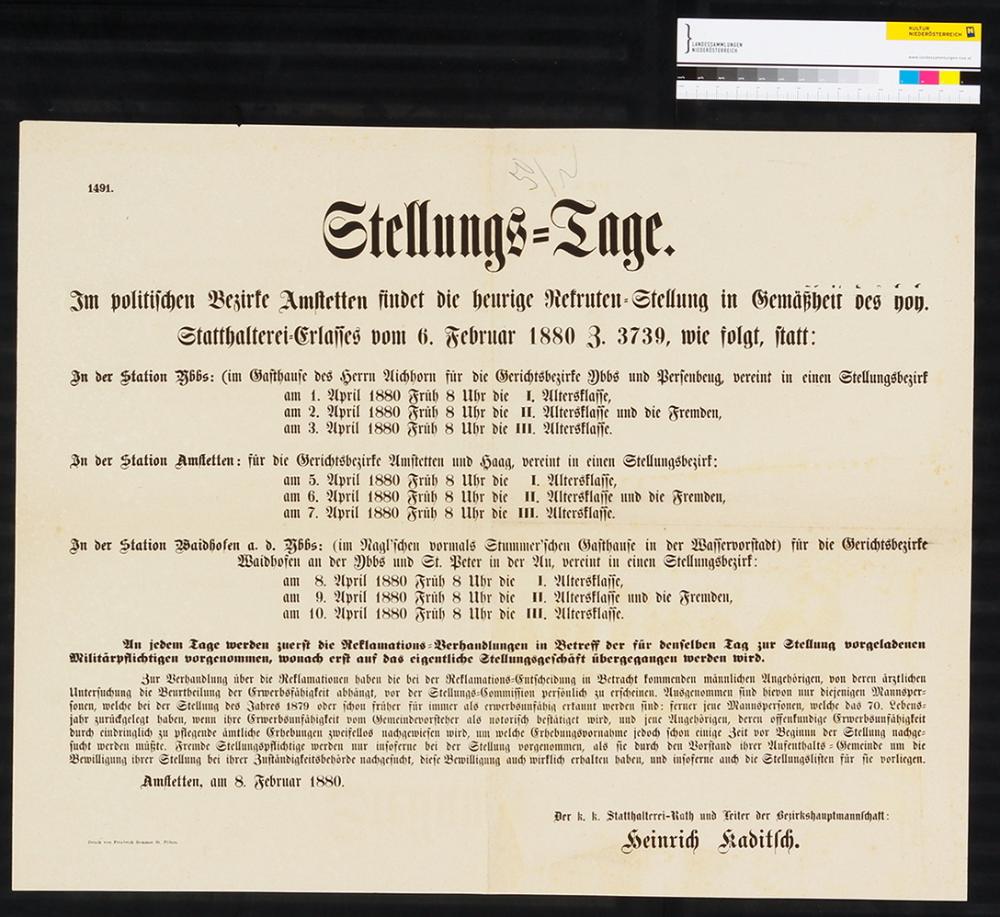 LANDESSAMMLUNGEN
NIEDERÖSTERREICH
KULTUR
NIEDERÖSTERREICH
www.landessammlungen-noe.at
1491.
Stellungs=Tage.
Im politischen Bezirke Amstetten findet die heurige Rekruten-Stellung in Gemäßheit des hoh.
Statthalterei-Erlasses vom 6. Februar 1880 Z. 3739, wie folgt, statt:
In der Station Ybbs: (im Gasthause des Herrn Aichhorn für die Gerichtsbezirke Ybbs und Persenbeug, vereint in einen Stellungsbezirk
am 1. April 1880 Früh 8 Uhr die I. Altersklasse,
am 2. April 1880 Früh 8 Uhr die II. Altersklasse und die Fremden,
am 3. April 1880 Früh 8 Uhr die III. Altersklasse.
In der Station Amstetten: für die Gerichtsbezirke Amstetten und Haag, vereint in einen Stellungsbezirk:
am 5. April 1880 Früh 8 Uhr die I. Altersklasse,
am 6. April 1880 Früh 8 Uhr die II. Altersklasse und die Fremden,
am 7. April 1880 Früh 8 Uhr die III. Altersklasse.
In der Station Waidhofen a. d. Ybbs: (im Nagl'schen vormals Stummer'schen Gasthause in der Wasservorstadt) für die Gerichtsbezirke
Waidhofen an der Ybbs und St. Peter in der Au, vereint in einen Stellungsbezirk:
am 8. April 1880 Früh 8 Uhr die I. Altersklasse,
am 9. April 1880 Früh 8 Uhr die II. Altersklasse und die Fremden,
am 10. April 1880 Früh 8 Uhr die III. Altersklasse.
An jedem Tage werden zuerst die Reklamations-Verhandlungen in Betreff der für denselben Tag zur Stellung vorgeladenen
Militärpflichtigen vorgenommen, wonach erst auf das eigentliche Stellungsgeschäft übergegangen werden wird.
Zur Verhandlung über die Reklamationen haben die bei der Reklamations-Entscheidung in Betracht kommenden männlichen Angehörigen, von deren ärztlichen
Untersuchung die Beurtheilung der Erwerbsfähigkeit abhängt, vor der Stellungs-Commission persönlich zu erscheinen. Ausgenommen sind hievon nur diejenigen Mannsper-
sonen, welche bei der Stellung des Jahres 1879 oder schon früher für immer als erwerbsunfähig erkannt worden sind: ferner jene Mannspersonen, welche das 70. Lebens-
jahr zurückgelegt haben, wenn ihre Erwerbsunfähigkeit vom Gemeindevorsteher als notorisch bestätiget wird, und jene Angehörigen, deren offenkundige Erwerbsunfähigkeit
durch eindringlich zu pflegende ämtliche Erhebungen zweifellos nachgewiesen wird, um welche Erhebungsvornahme jedoch schon einige Zeit vor Beginn der Stellung nachge-
sucht werden müßte. Fremde Stellungspflichtige werden nur insoferne bei der Stellung vorgenommen, als sie durch den Vorstand ihrer Aufenthalts-Gemeinde um die
Bewilligung ihrer Stellung bei ihrer Zuständigkeitsbehörde nachgesucht, diese Bewilligung auch wirklich erhalten haben, und insoferne auch die Stellungslisten für sie vorliegen.
Amstetten, am 8. Februar 1880.
Der k. k. Statthalterei-Rath und Leiter der Bezirkshauptmannschaft:
Heinrich Kaditsch.
Druck von Friedrich St. Pölten.